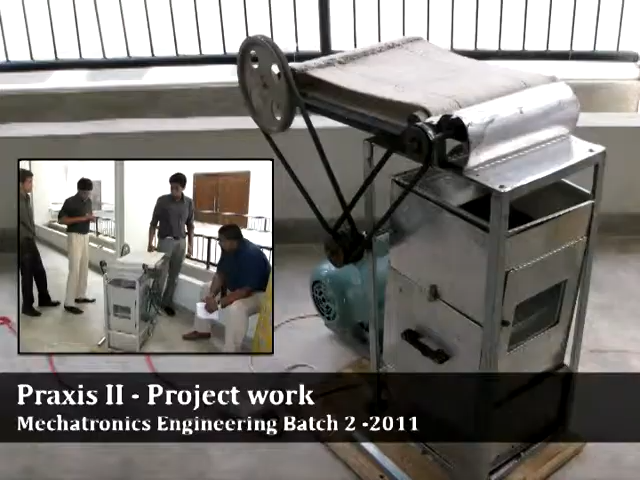 Praxis II - Project work
Mechatronics Engineering Batch 2 -2011